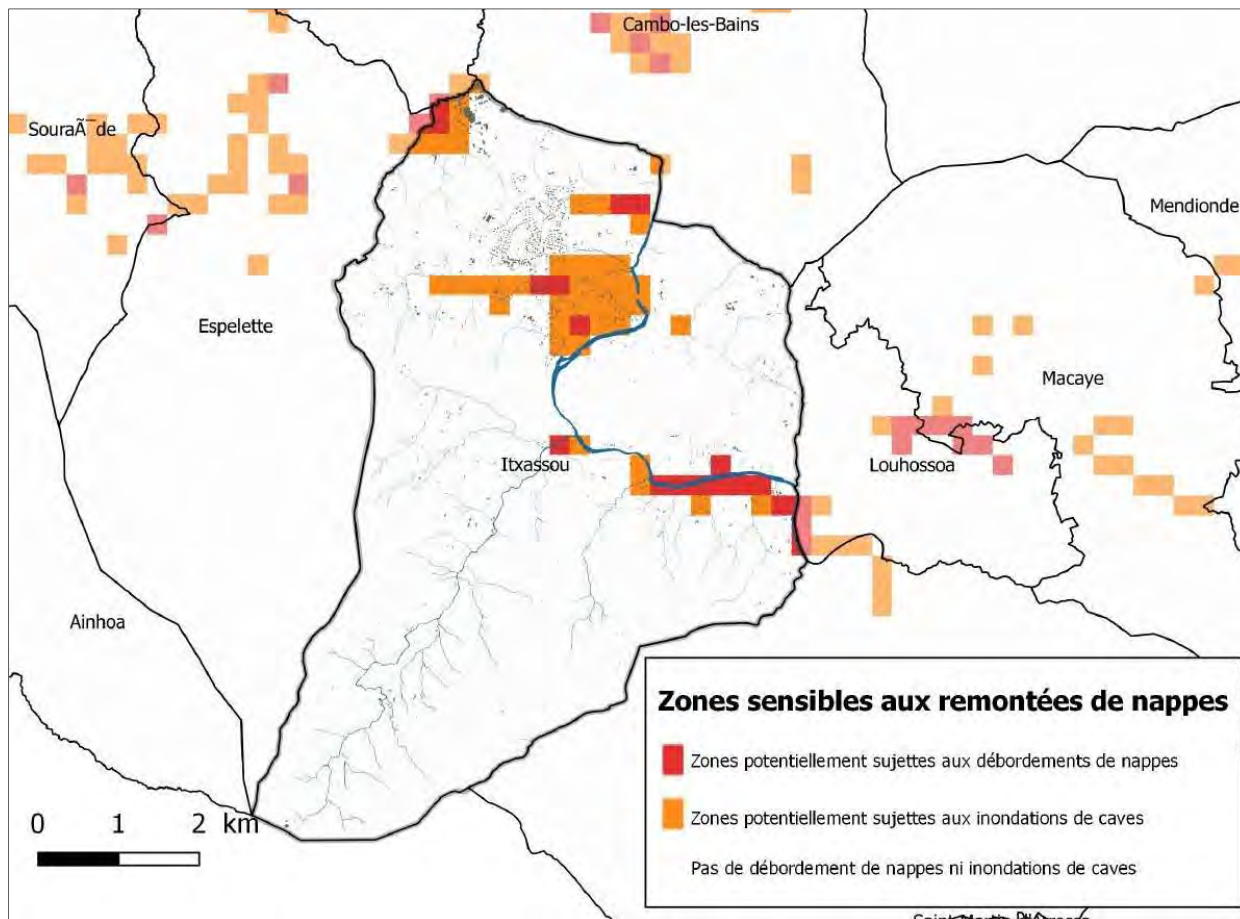 Cambo-les-Bains
SouraÃ¯de
Mendionde
Espelette
Macaye
Itxassou
Louhossoa
Ainhoa
Zones sensibles aux remontées de nappes
Zones potentiellement sujettes aux débordements de nappes
Zones potentiellement sujettes aux inondations de caves
Pas de débordement de nappes ni inondations de caves
0 1 2 km